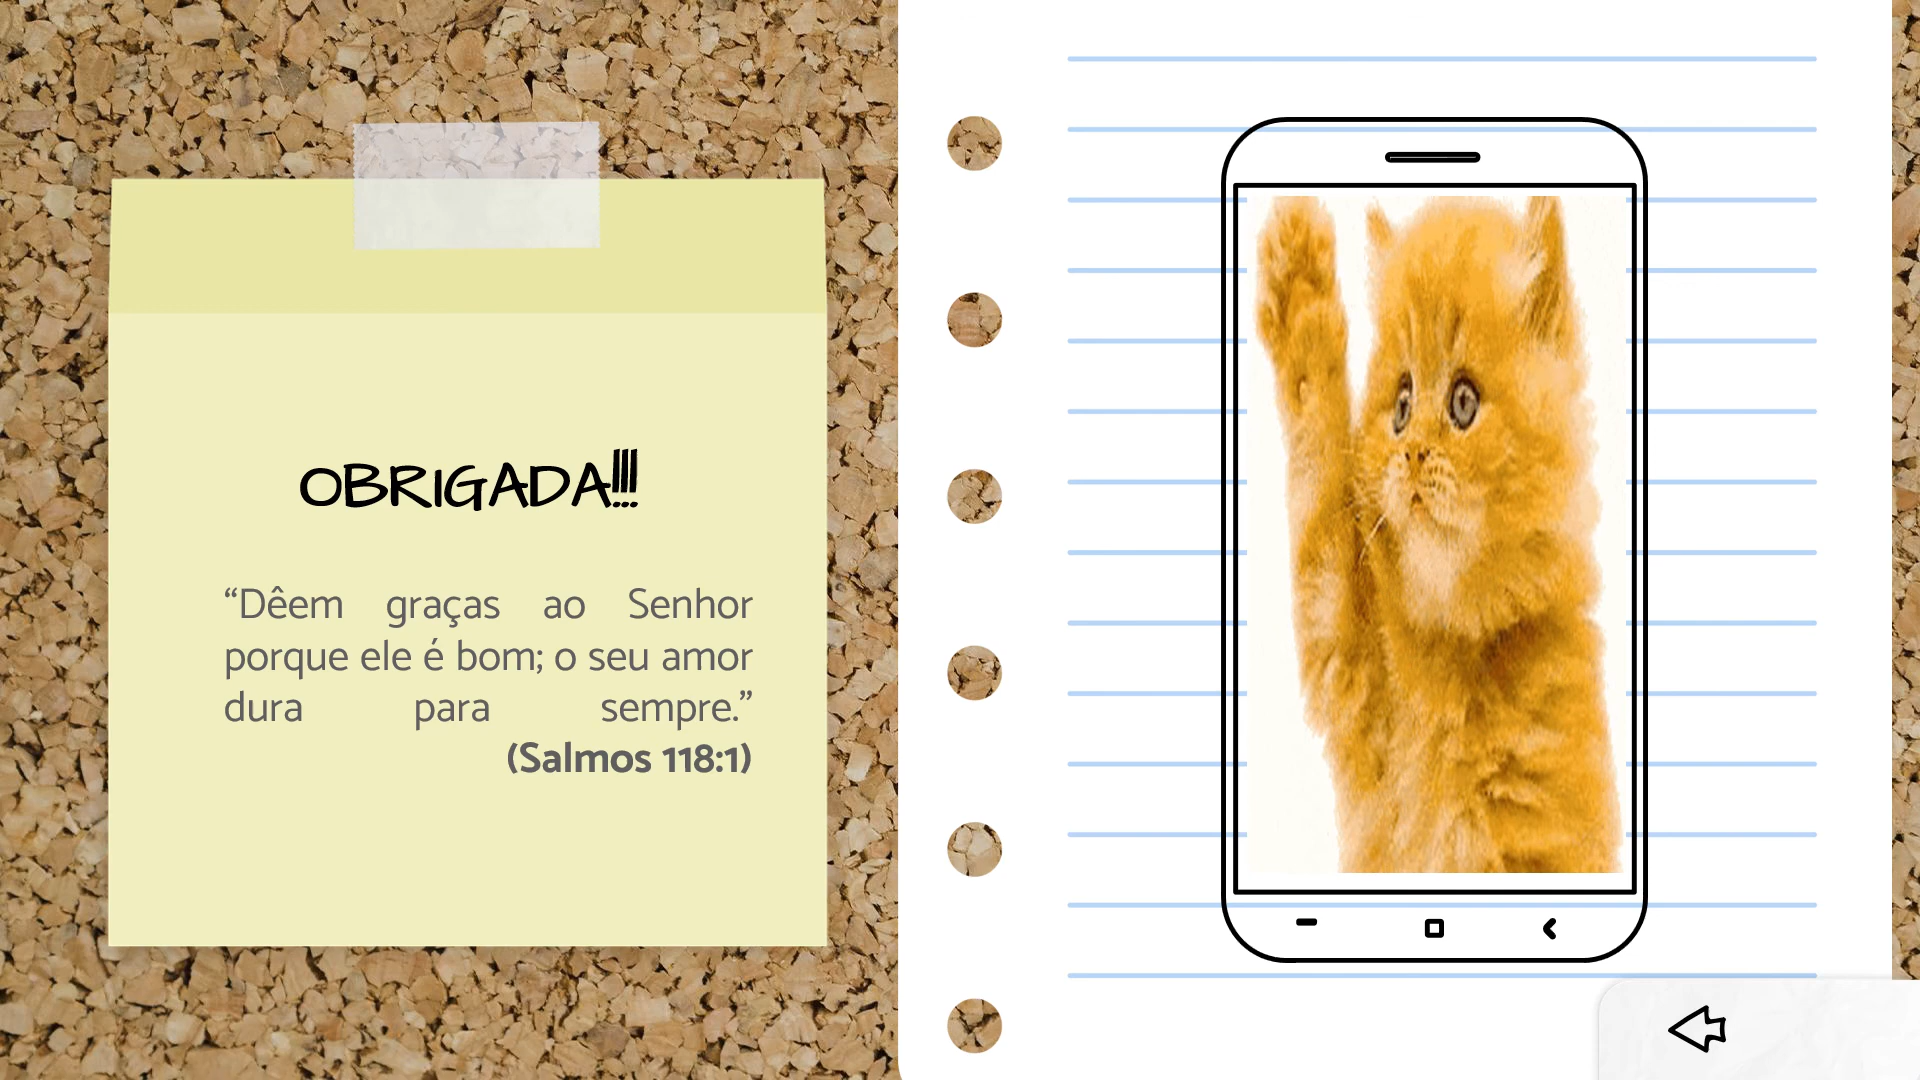 OBRIGADA!!!
“Dêem graças ao Senhor
porque ele é bom; o seu amor
dura para sempre.”
(Salmos 118:1)